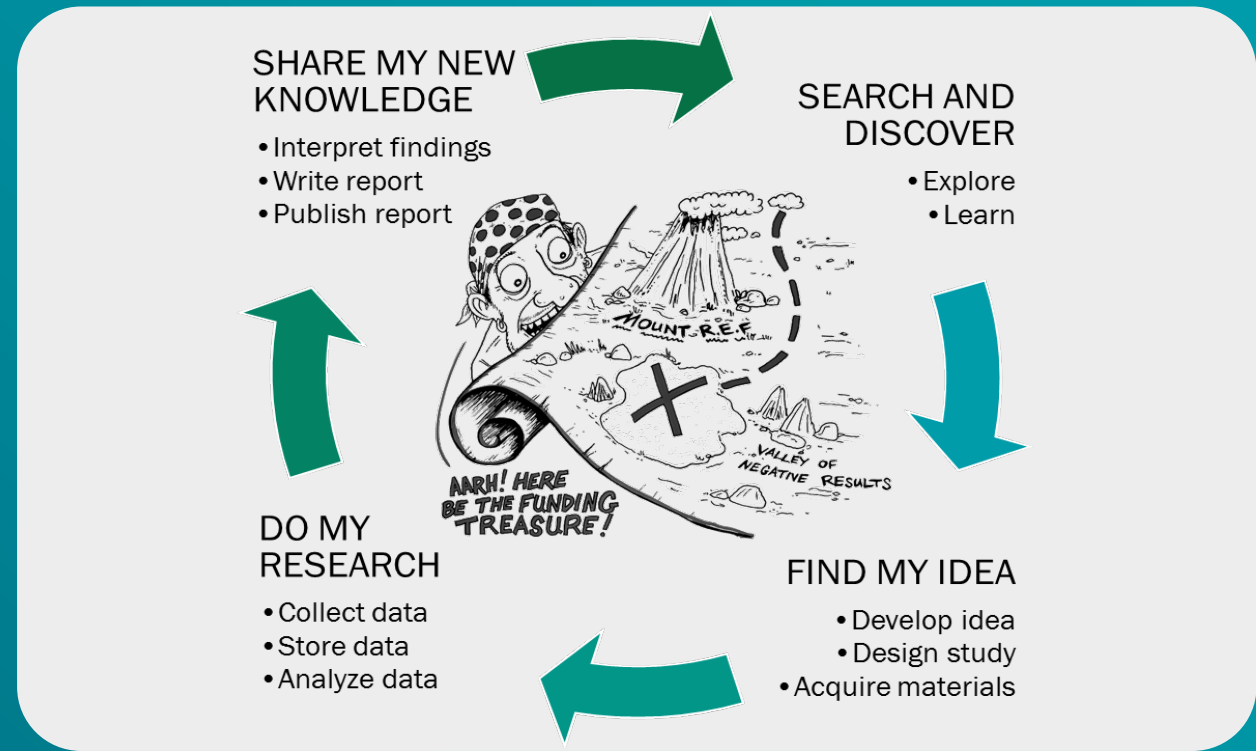 SHARE MY NEW
KNOWLEDGE
• Interpret findings
• Write report
• Publish report
SEARCH AND
DISCOVER
• Explore
• Learn
MOUNT R.E.F
VALLEY OF
NEGATIVE RESULTS
AARH! HERE
BE THE FUNDING
TREASURE!
DO MY
RESEARCH
• Collect data
• Store data
• Analyze data
FIND MY IDEA
• Develop idea
• Design study
• Acquire materials